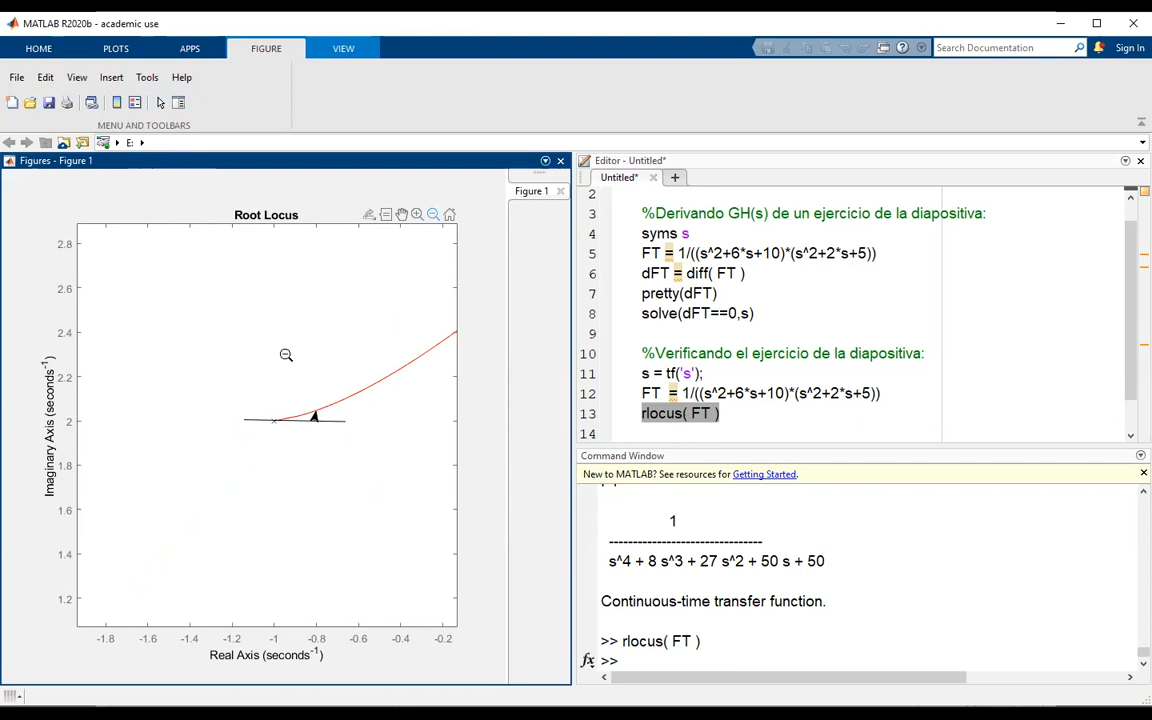 MATLAB R2020b - academic use
HOME PLOTS APPS FIGURE VIEW
Search Documentation
Sign In
File Edit View Insert Tools Help
MENU AND TOOLBARS
E:
Figures - Figure 1
Figure 1
Root Locus
2.8
2.6
2.4
2.2
2
1.8
1.6
1.4
1.2
Imaginary Axis (seconds^-1)
-1.8 -1.6 -1.4 -1.2 -1 -0.8 -0.6 -0.4 -0.2
Real Axis (seconds^-1)
Editor - Untitled*
Untitled*
2
3 %Derivando GH(s) de un ejercicio de la diapositiva:
4 syms s
5 FT = 1/((s^2+6*s+10)*(s^2+2*s+5))
6 dFT = diff( FT )
7 pretty(dFT)
8 solve(dFT==0,s)
9
10 %Verificando el ejercicio de la diapositiva:
11 s = tf('s');
12 FT = 1/((s^2+6*s+10)*(s^2+2*s+5))
13 rlocus( FT )
14
Command Window
New to MATLAB? See resources for Getting Started.
1
-------------------------------
s^4 + 8 s^3 + 27 s^2 + 50 s + 50
Continuous-time transfer function.
>> rlocus( FT )
fx >>